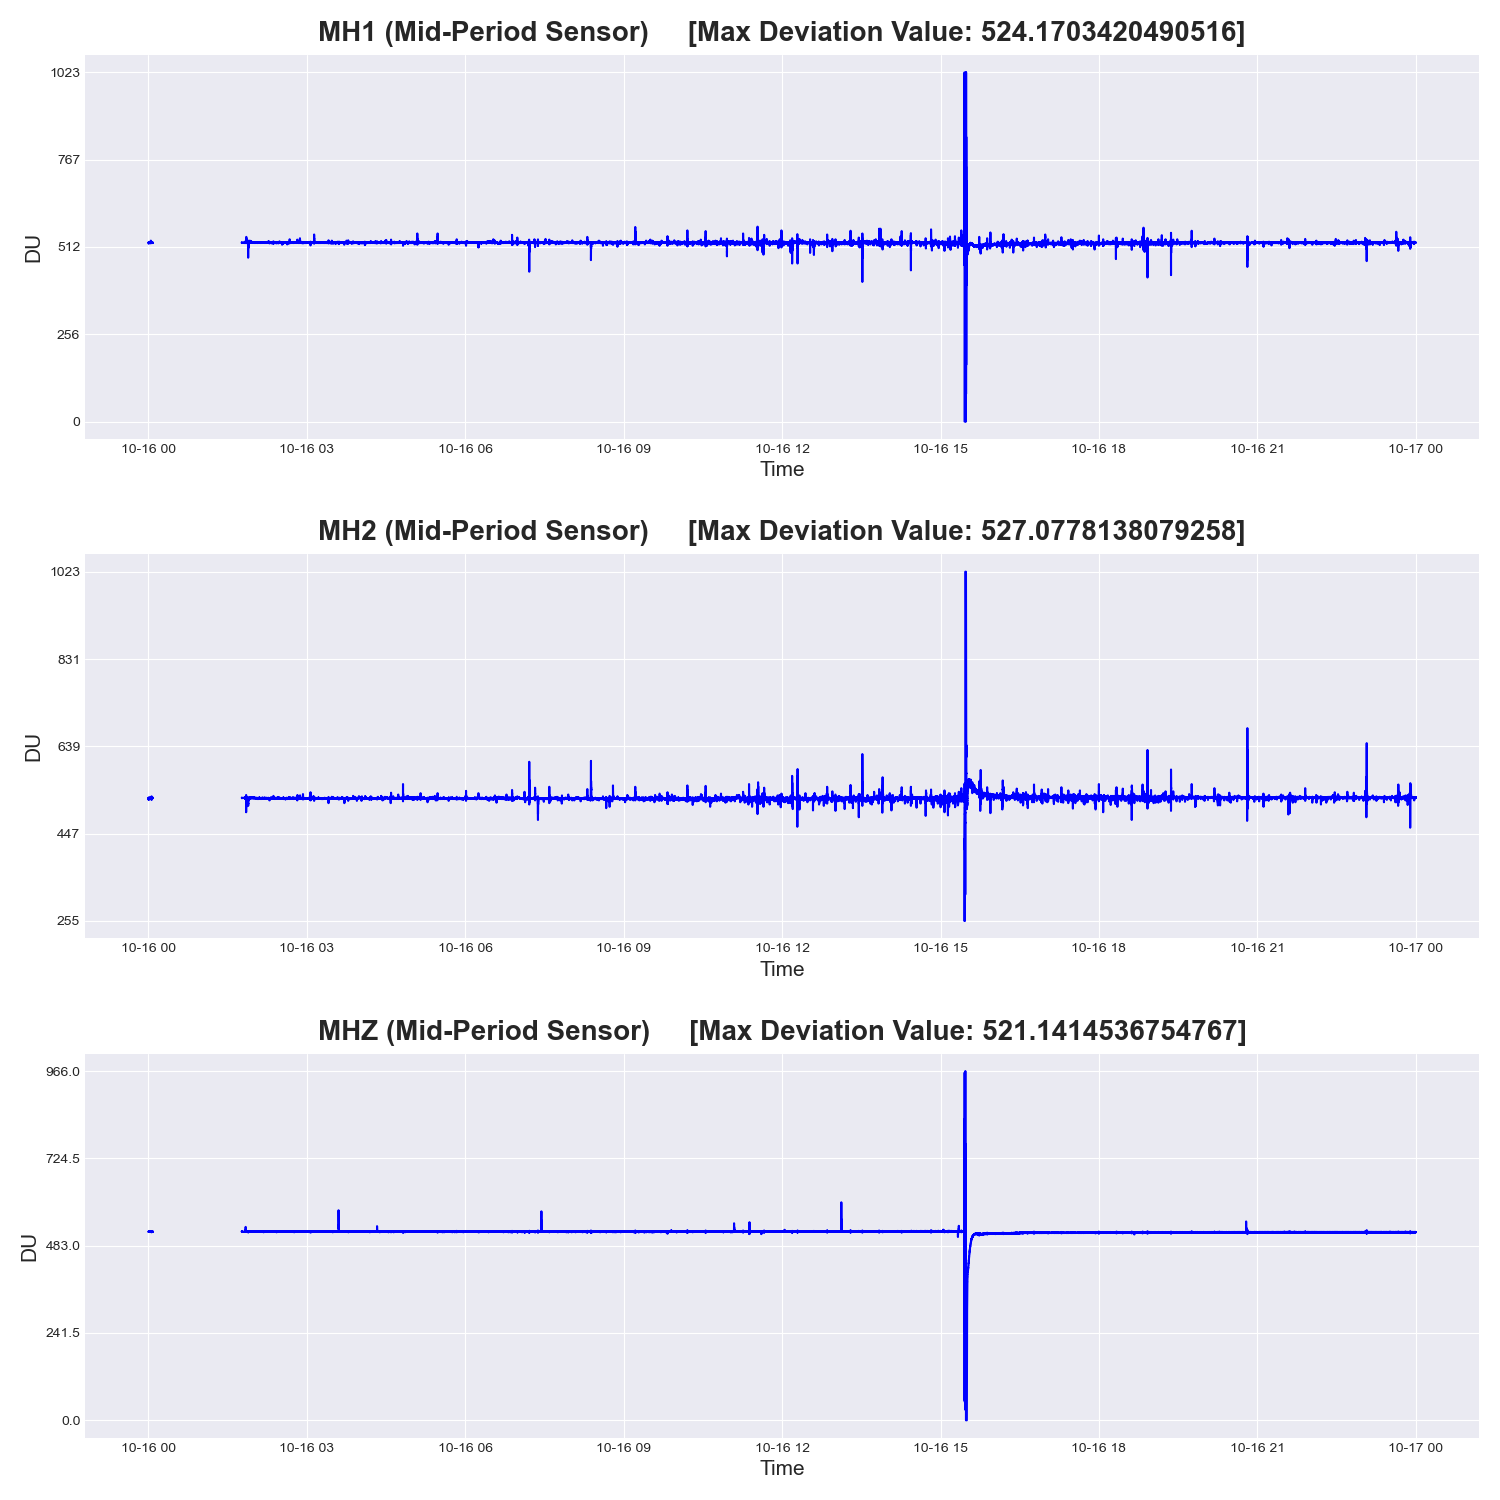 MH1 (Mid-Period Sensor) [Max Deviation Value: 524.1703420490516]
1023
767
512
256
0
DU
10-16 00 10-16 03 10-16 06 10-16 09 10-16 12 10-16 15 10-16 18 10-16 21 10-17 00
Time
MH2 (Mid-Period Sensor) [Max Deviation Value: 527.0778138079258]
1023
831
639
447
255
DU
10-16 00 10-16 03 10-16 06 10-16 09 10-16 12 10-16 15 10-16 18 10-16 21 10-17 00
Time
MHZ (Mid-Period Sensor) [Max Deviation Value: 521.1414536754767]
966.0
724.5
483.0
241.5
0.0
DU
10-16 00 10-16 03 10-16 06 10-16 09 10-16 12 10-16 15 10-16 18 10-16 21 10-17 00
Time